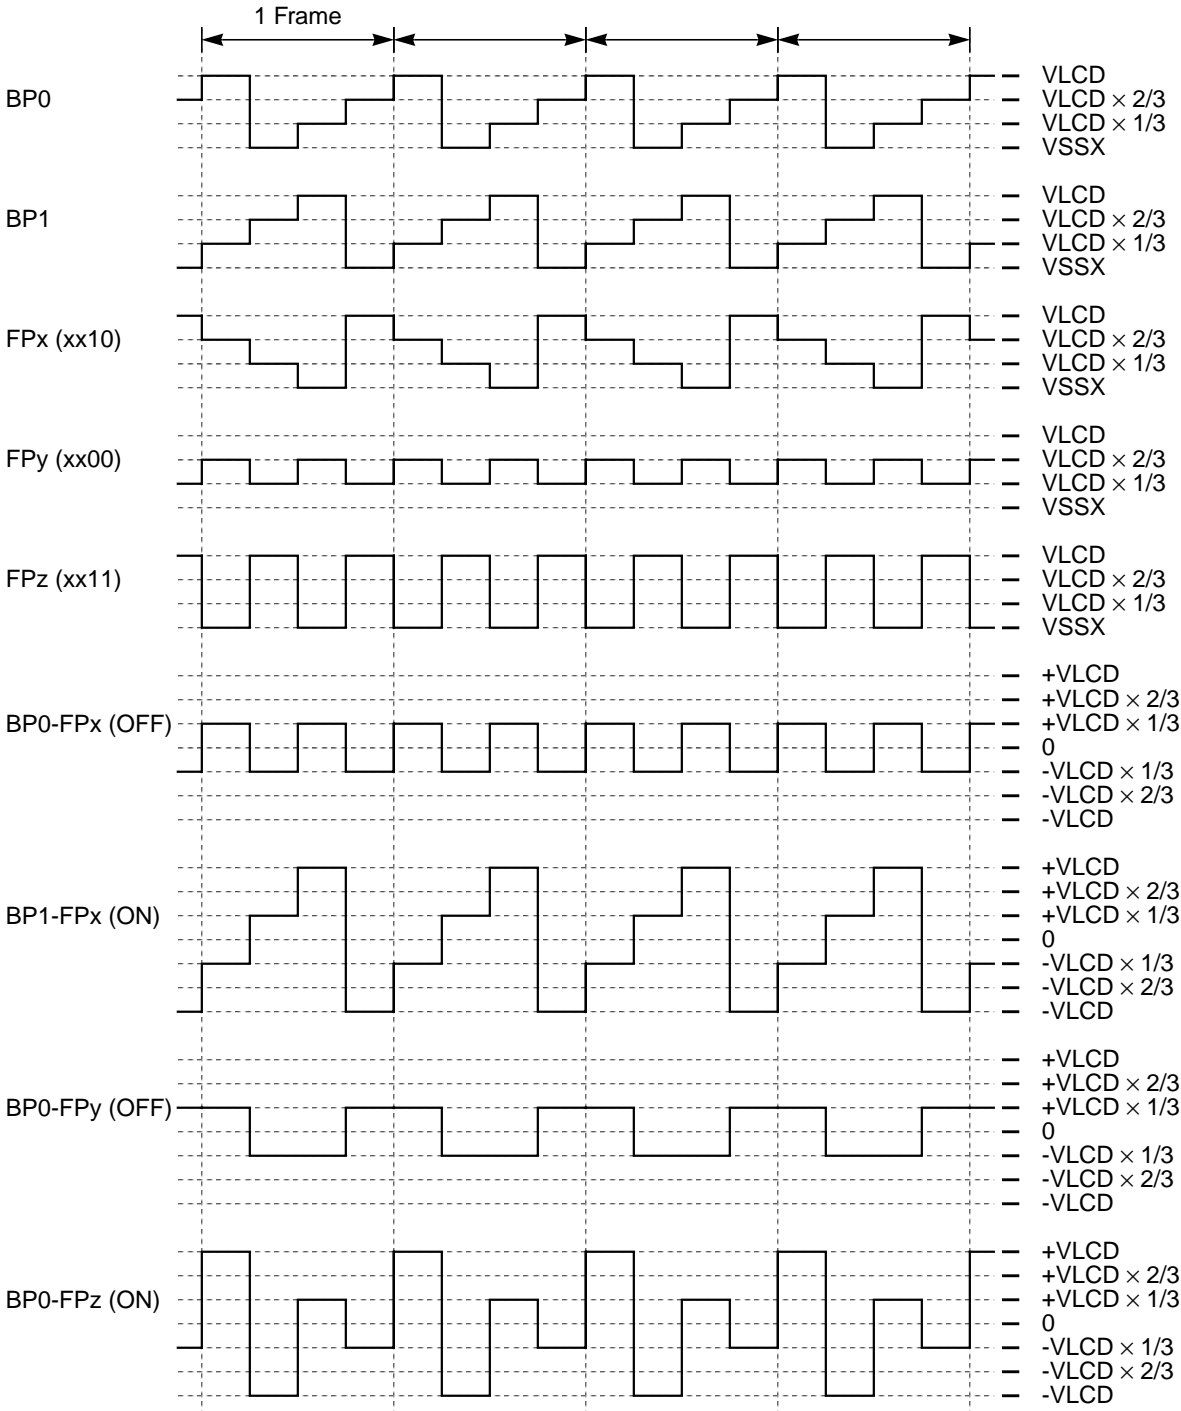 1 Frame
BP0
VLCD
VLCD × 2/3
VLCD × 1/3
VSSX
BP1
VLCD
VLCD × 2/3
VLCD × 1/3
VSSX
FPx (xx10)
VLCD
VLCD × 2/3
VLCD × 1/3
VSSX
FPy (xx00)
VLCD
VLCD × 2/3
VLCD × 1/3
VSSX
FPz (xx11)
VLCD
VLCD × 2/3
VLCD × 1/3
VSSX
BP0-FPx (OFF)
+VLCD
+VLCD × 2/3
+VLCD × 1/3
0
-VLCD × 1/3
-VLCD × 2/3
-VLCD
BP1-FPx (ON)
+VLCD
+VLCD × 2/3
+VLCD × 1/3
0
-VLCD × 1/3
-VLCD × 2/3
-VLCD
BP0-FPy (OFF)
+VLCD
+VLCD × 2/3
+VLCD × 1/3
0
-VLCD × 1/3
-VLCD × 2/3
-VLCD
BP0-FPz (ON)
+VLCD
+VLCD × 2/3
+VLCD × 1/3
0
-VLCD × 1/3
-VLCD × 2/3
-VLCD